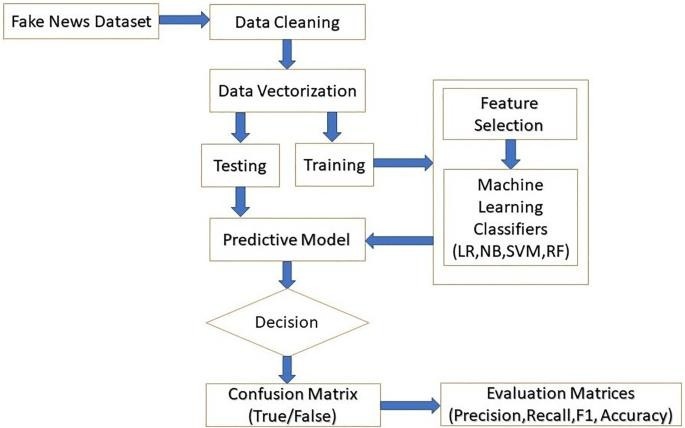 Fake News Dataset
Data Cleaning
Data Vectorization
Testing
Training
Feature
Selection
Machine
Learning
Classifiers
(LR,NB,SVM,RF)
Predictive Model
Decision
Confusion Matrix
(True/False)
Evaluation Matrices
(Precision,Recall,F1, Accuracy)